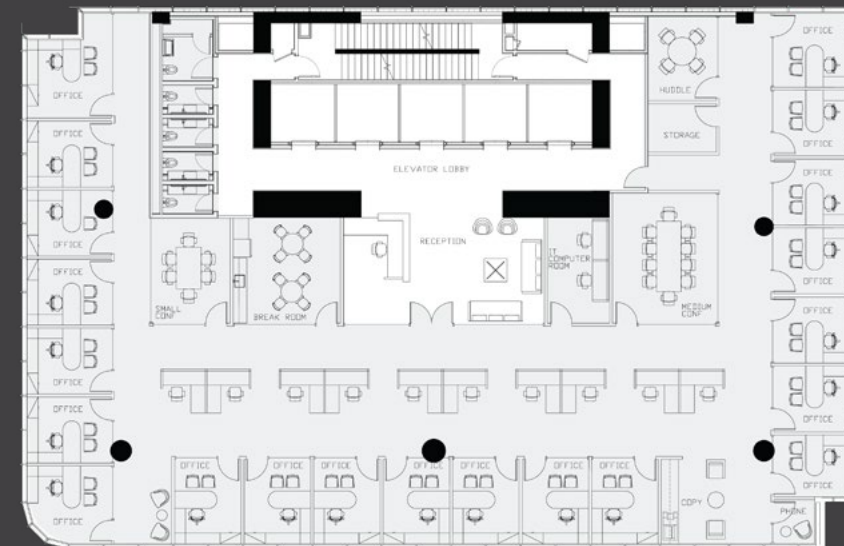 OFFICE
OFFICE
HUDDLE
OFFICE
STORAGE
OFFICE
OFFICE
ELEVATOR LOBBY
OFFICE
OFFICE
RECEPTION
IT
COMPUTER
ROOM
OFFICE
OFFICE
SMALL
CONF
BREAK ROOM
MEDIUM
CONF
OFFICE
OFFICE
OFFICE
OFFICE
OFFICE
OFFICE
OFFICE
OFFICE
OFFICE
OFFICE
OFFICE
OFFICE
OFFICE
COPY
PHONE
OFFICE